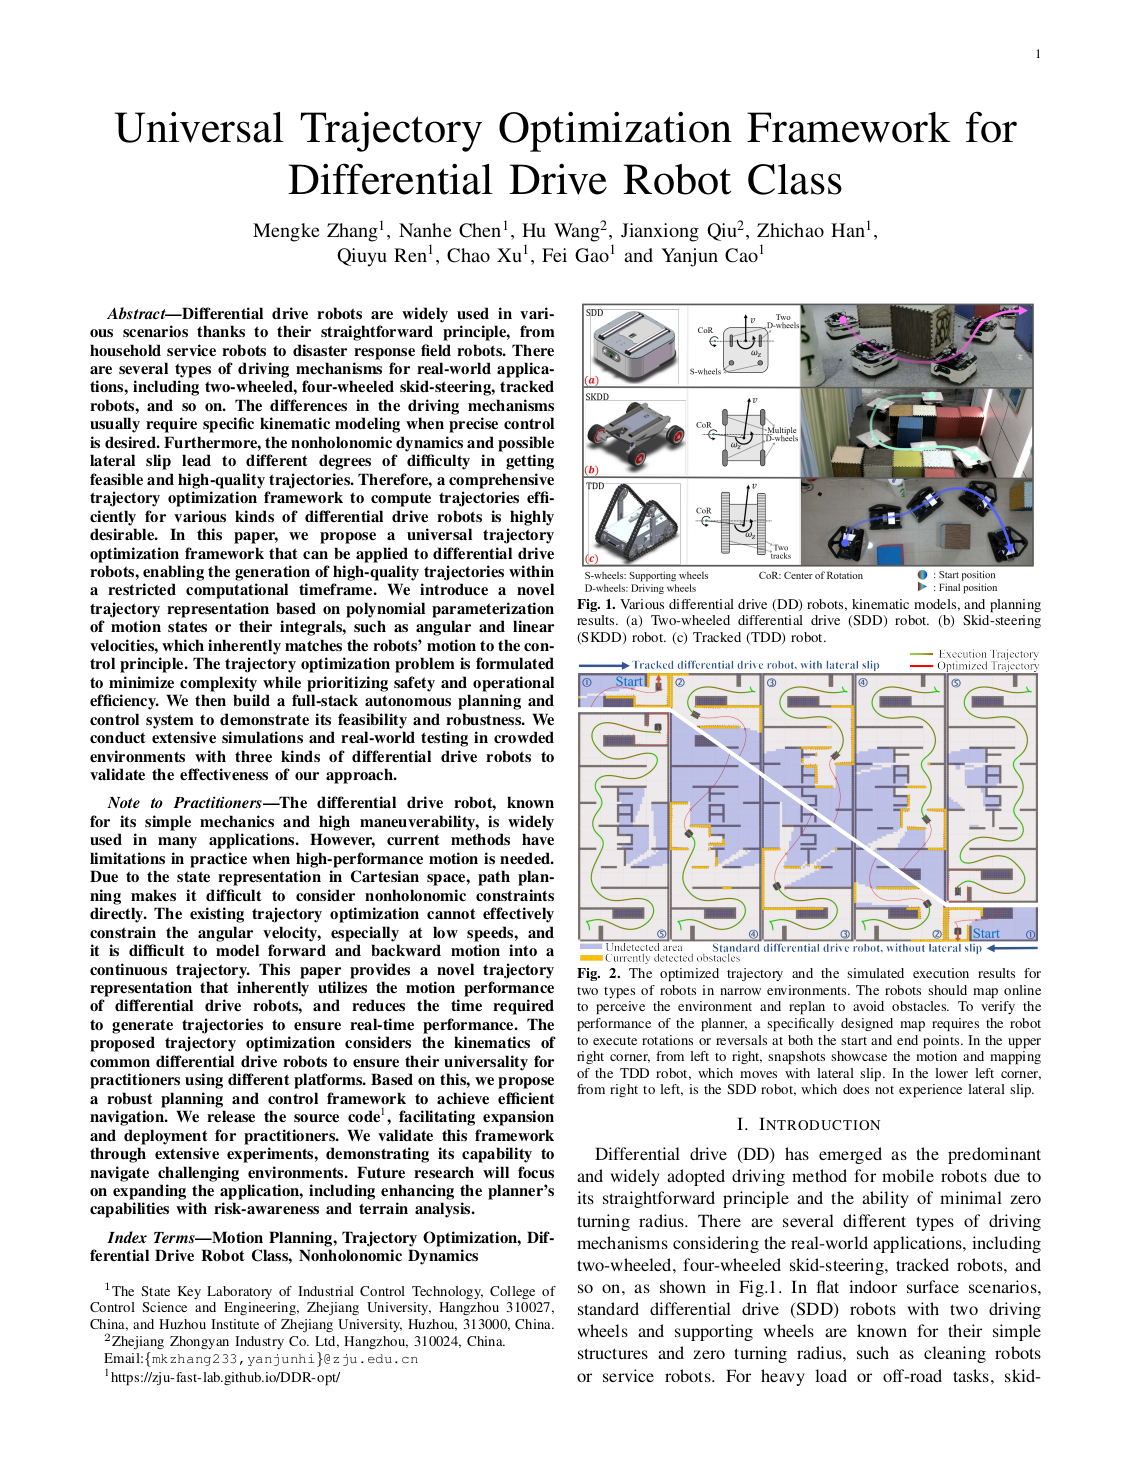 1
Universal Trajectory Optimization Framework for
Differential Drive Robot Class
Mengke Zhang1, Nanhe Chen1, Hu Wang2, Jianxiong Qiu2, Zhichao Han1,
Qiuyu Ren1, Chao Xu1, Fei Gao1 and Yanjun Cao1
Abstract—Differential drive robots are widely used in vari-
ous scenarios thanks to their straightforward principle, from
household service robots to disaster response field robots. There
are several types of driving mechanisms for real-world applica-
tions, including two-wheeled, four-wheeled skid-steering, tracked
robots, and so on. The differences in the driving mechanisms
usually require specific kinematic modeling when precise control
is desired. Furthermore, the nonholonomic dynamics and possible
lateral slip lead to different degrees of difficulty in getting
feasible and high-quality trajectories. Therefore, a comprehensive
trajectory optimization framework to compute trajectories effi-
ciently for various kinds of differential drive robots is highly
desirable. In this paper, we propose a universal trajectory
optimization framework that can be applied to differential drive
robots, enabling the generation of high-quality trajectories within
a restricted computational timeframe. We introduce a novel
trajectory representation based on polynomial parameterization
of motion states or their integrals, such as angular and linear
velocities, which inherently matches the robots' motion to the con-
trol principle. The trajectory optimization problem is formulated
to minimize complexity while prioritizing safety and operational
efficiency. We then build a full-stack autonomous planning and
control system to demonstrate its feasibility and robustness. We
conduct extensive simulations and real-world testing in crowded
environments with three kinds of differential drive robots to
validate the effectiveness of our approach.
Note to Practitioners—The differential drive robot, known
for its simple mechanics and high maneuverability, is widely
used in many applications. However, current methods have
limitations in practice when high-performance motion is needed.
Due to the state representation in Cartesian space, path plan-
ning makes it difficult to consider nonholonomic constraints
directly. The existing trajectory optimization cannot effectively
constrain the angular velocity, especially at low speeds, and
it is difficult to model forward and backward motion into a
continuous trajectory. This paper provides a novel trajectory
representation that inherently utilizes the motion performance
of differential drive robots, and reduces the time required
to generate trajectories to ensure real-time performance. The
proposed trajectory optimization considers the kinematics of
common differential drive robots to ensure their universality for
practitioners using different platforms. Based on this, we propose
a robust planning and control framework to achieve efficient
navigation. We release the source code1, facilitating expansion
and deployment for practitioners. We validate this framework
through extensive experiments, demonstrating its capability to
navigate challenging environments. Future research will focus
on expanding the application, including enhancing the planner's
capabilities with risk-awareness and terrain analysis.
Index Terms—Motion Planning, Trajectory Optimization, Dif-
ferential Drive Robot Class, Nonholonomic Dynamics
1The State Key Laboratory of Industrial Control Technology, College of
Control Science and Engineering, Zhejiang University, Hangzhou 310027,
China, and Huzhou Institute of Zhejiang University, Huzhou, 313000, China.
2Zhejiang Zhongyan Industry Co. Ltd, Hangzhou, 310024, China.
Email:{mkzhang233,yanjunhi}@zju.edu.cn
1https://zju-fast-lab.github.io/DDR-opt/
SDD
CoR
v
Two
D-wheels
ωz
S-wheels
(a)
SKDD
CoR
v
Multiple
D-wheels
ωz
(b)
TDD
CoR
v
ωz
Two
tracks
(c)
S-wheels: Supporting wheels
CoR: Center of Rotation
: Start position
D-wheels: Driving wheels
: Final position
Fig. 1. Various differential drive (DD) robots, kinematic models, and planning
results. (a) Two-wheeled differential drive (SDD) robot. (b) Skid-steering
(SKDD) robot. (c) Tracked (TDD) robot.
Execution Trajectory
Tracked differential drive robot, with lateral slip
Optimized Trajectory
① Start ② ③ ④ ⑤
⑤ ④ ③ ② Start ①
Undetected area
Standard differential drive robot, without lateral slip
Currently detected obstacles
Fig. 2. The optimized trajectory and the simulated execution results for
two types of robots in narrow environments. The robots should map online
to perceive the environment and replan to avoid obstacles. To verify the
performance of the planner, a specifically designed map requires the robot
to execute rotations or reversals at both the start and end points. In the upper
right corner, from left to right, snapshots showcase the motion and mapping
of the TDD robot, which moves with lateral slip. In the lower left corner,
from right to left, is the SDD robot, which does not experience lateral slip.
I. INTRODUCTION
Differential drive (DD) has emerged as the predominant
and widely adopted driving method for mobile robots due to
its straightforward principle and the ability of minimal zero
turning radius. There are several different types of driving
mechanisms considering the real-world applications, including
two-wheeled, four-wheeled skid-steering, tracked robots, and
so on, as shown in Fig.1. In flat indoor surface scenarios,
standard differential drive (SDD) robots with two driving
wheels and supporting wheels are known for their simple
structures and zero turning radius, such as cleaning robots
or service robots. For heavy load or off-road tasks, skid-